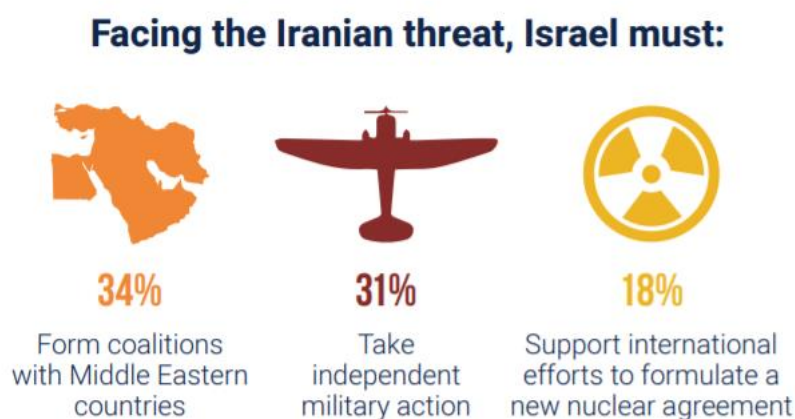 Facing the Iranian threat, Israel must:
34%
Form coalitions
with Middle Eastern
countries
31%
Take
independent
military action
18%
Support international
efforts to formulate a
new nuclear agreement